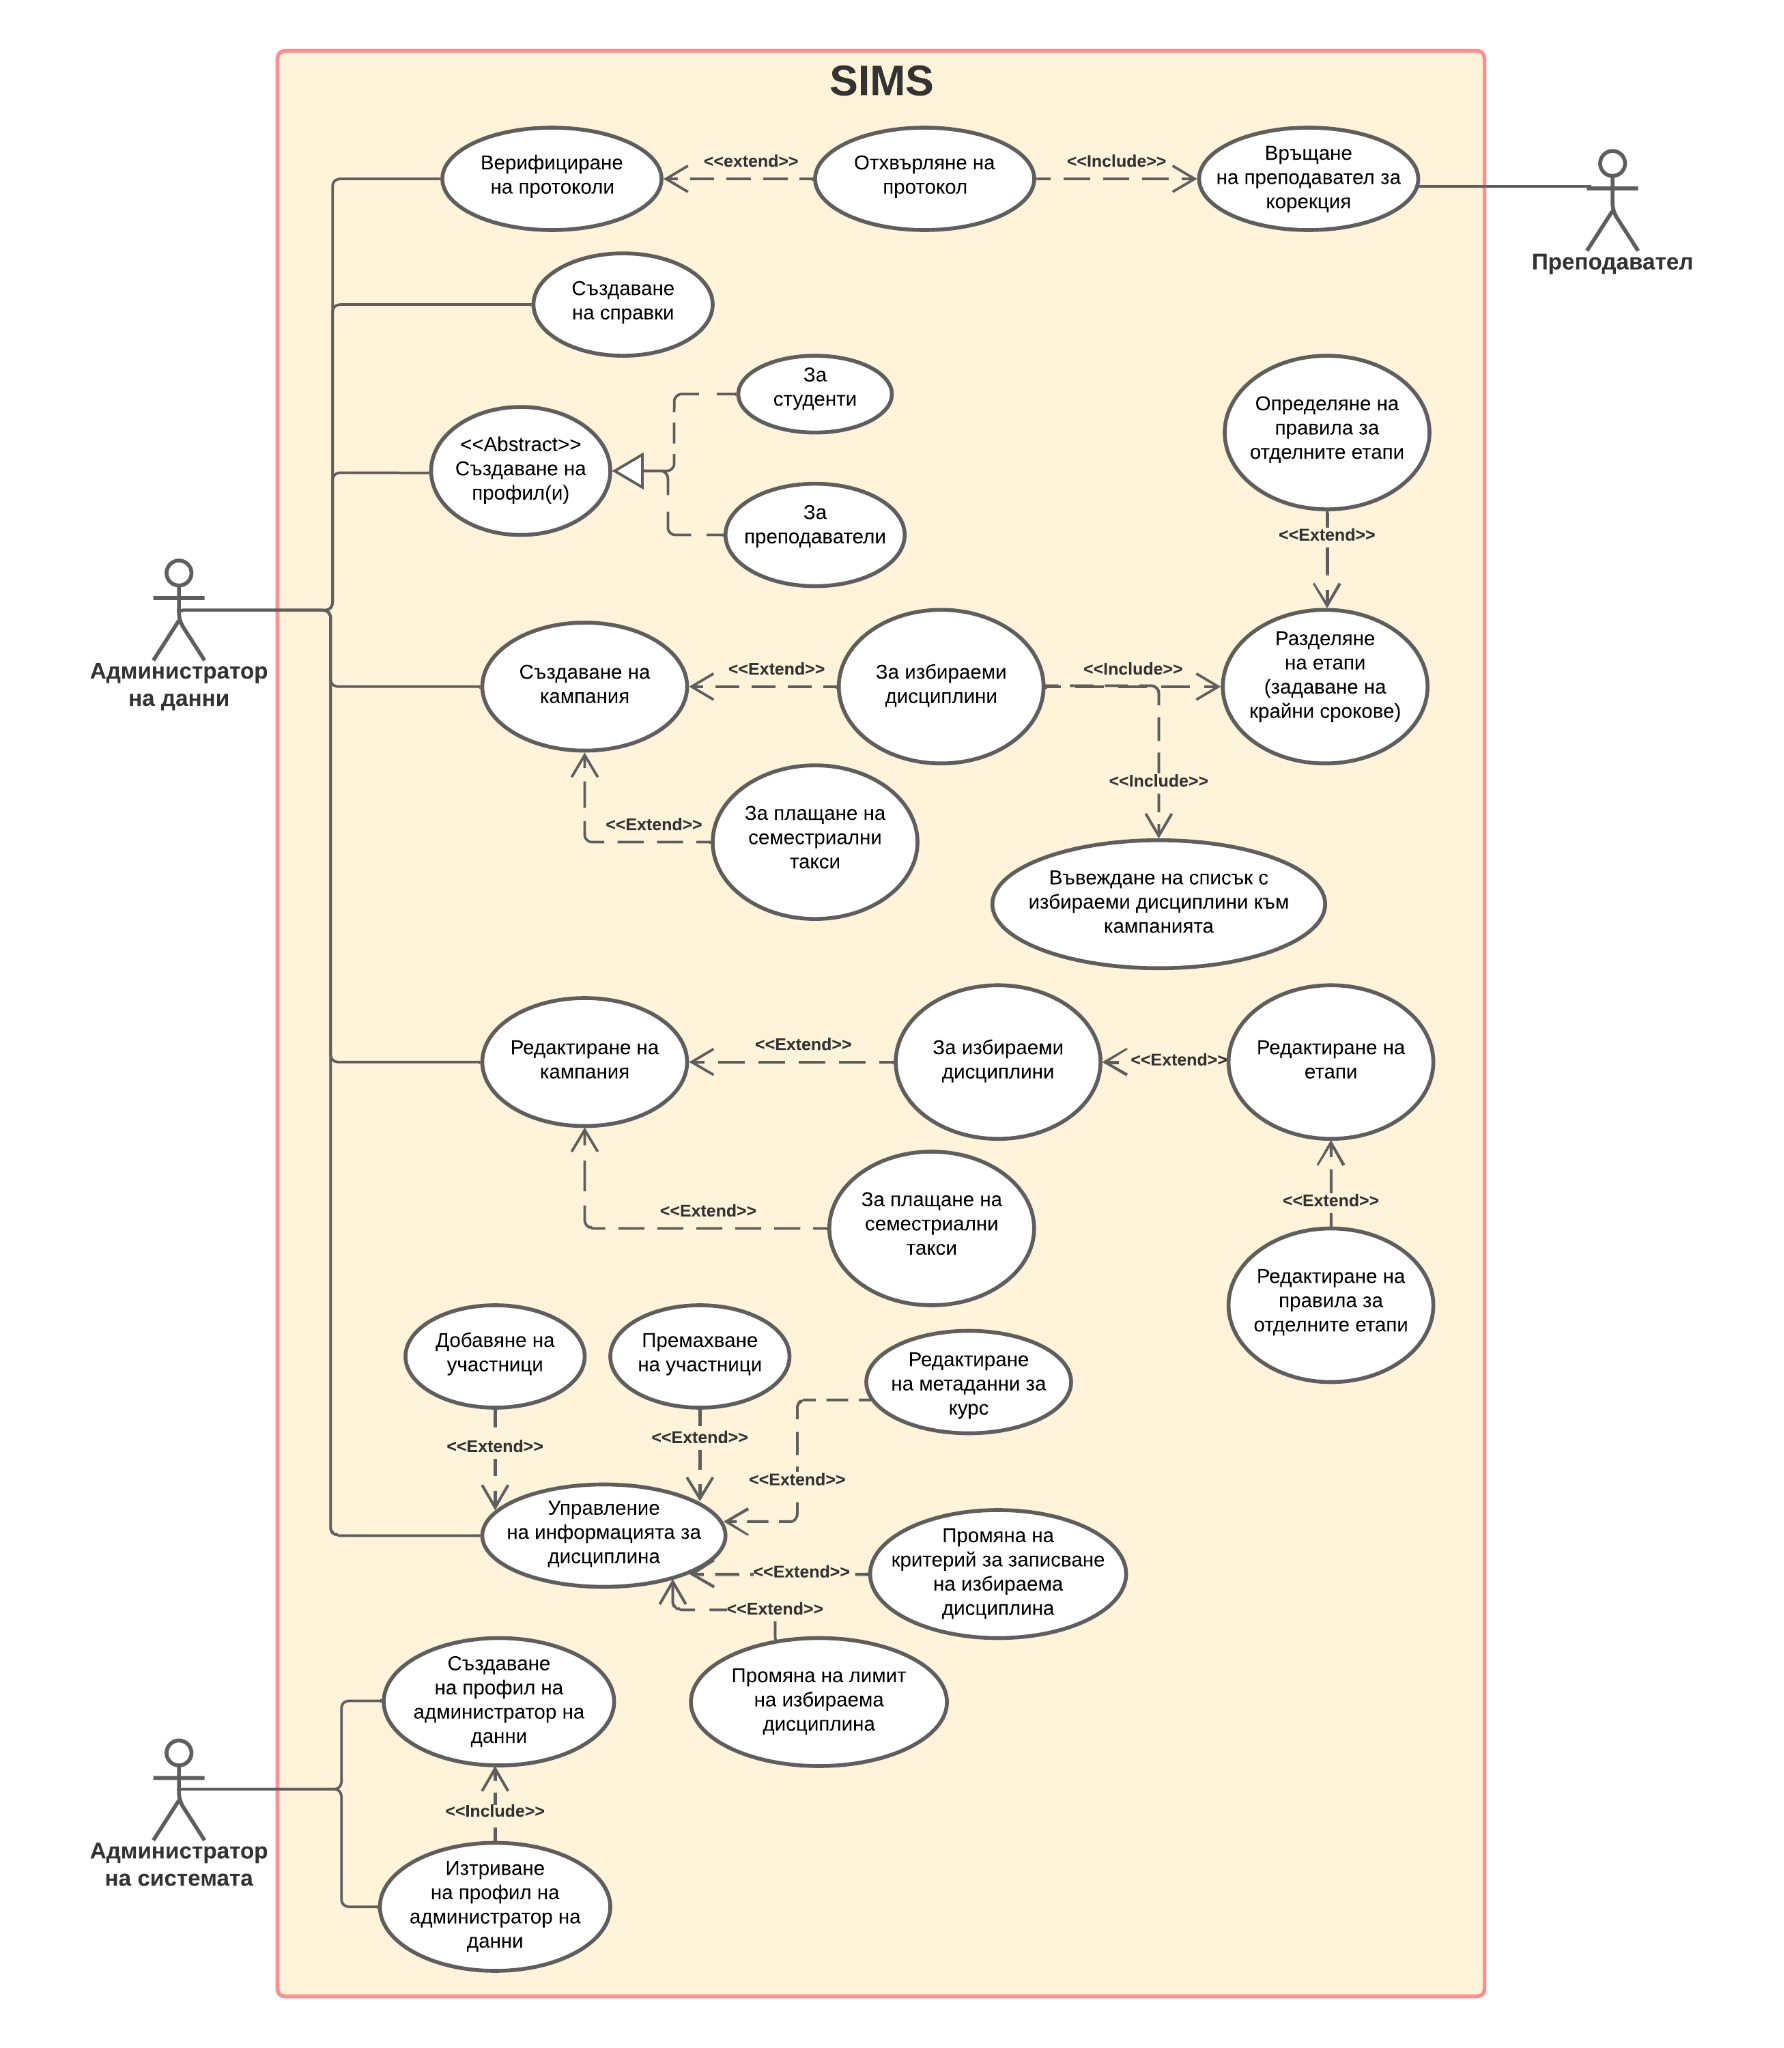 SIMS
Верифициране
на протоколи
<<extend>>
Отхвърляне на
протокол
<<Include>>
Връщане
на преподавател за
корекция
Преподавател
Създаване
на справки
За
студенти
<<Abstract>>
Създаване на
профил(и)
За
преподаватели
Определяне на
правила за
отделните етапи
<<Extend>>
Администратор
на данни
Създаване на
кампания
<<Extend>>
За избираеми
дисциплини
<<Include>>
Разделяне
на етапи
(задаване на
крайни срокове)
<<Include>>
<<Extend>>
За плащане на
семестриални
такси
Въвеждане на списък с
избираеми дисциплини към
кампанията
Редактиране на
кампания
<<Extend>>
За избираеми
дисциплини
<<Extend>>
Редактиране на
етапи
<<Extend>>
За плащане на
семестриални
такси
<<Extend>>
Редактиране на
правила за
отделните етапи
Добавяне на
участници
Премахване
на участници
Редактиране
на метаданни за
курс
<<Extend>>
<<Extend>>
<<Extend>>
Управление
на информацията за
дисциплина
<<Extend>>
Промяна на
критерий за записване
на избираема
дисциплина
<<Extend>>
Промяна на лимит
на избираема
дисциплина
Създаване
на профил на
администратор на
данни
<<Include>>
Администратор
на системата
Изтриване
на профил на
администратор на
данни